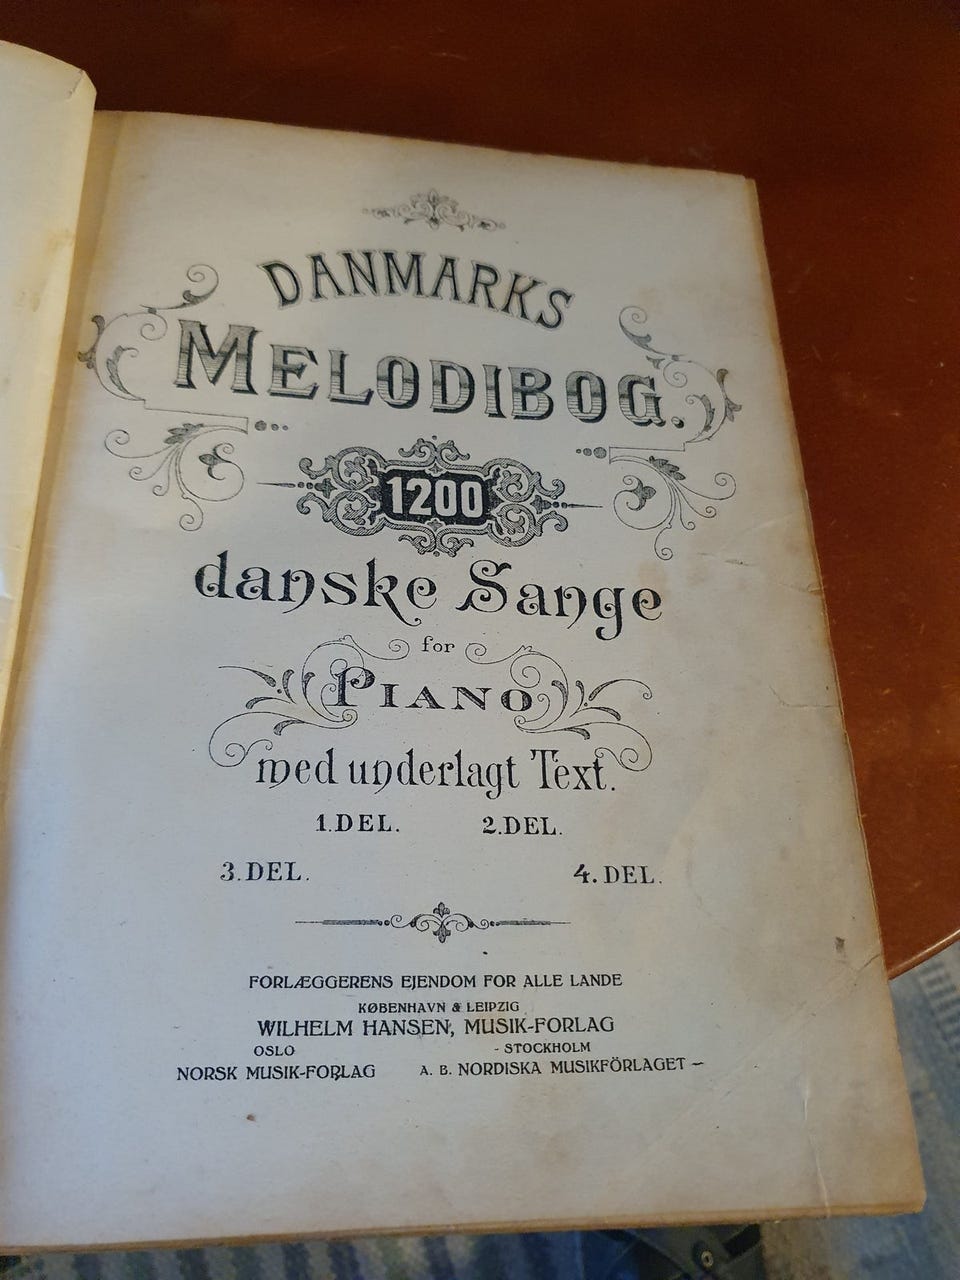 DANMARKS
MELODIBOG.
1200
danske Sange
for
PIANO
med underlagt Text.
1. DEL. 2. DEL.
3. DEL. 4. DEL.
FORLÆGGERENS EJENDOM FOR ALLE LANDE
KØBENHAVN & LEIPZIG
WILHELM HANSEN, MUSIK-FORLAG
OSLO - STOCKHOLM
NORSK MUSIK-FORLAG A. B. NORDISKA MUSIKFÖRLAGET